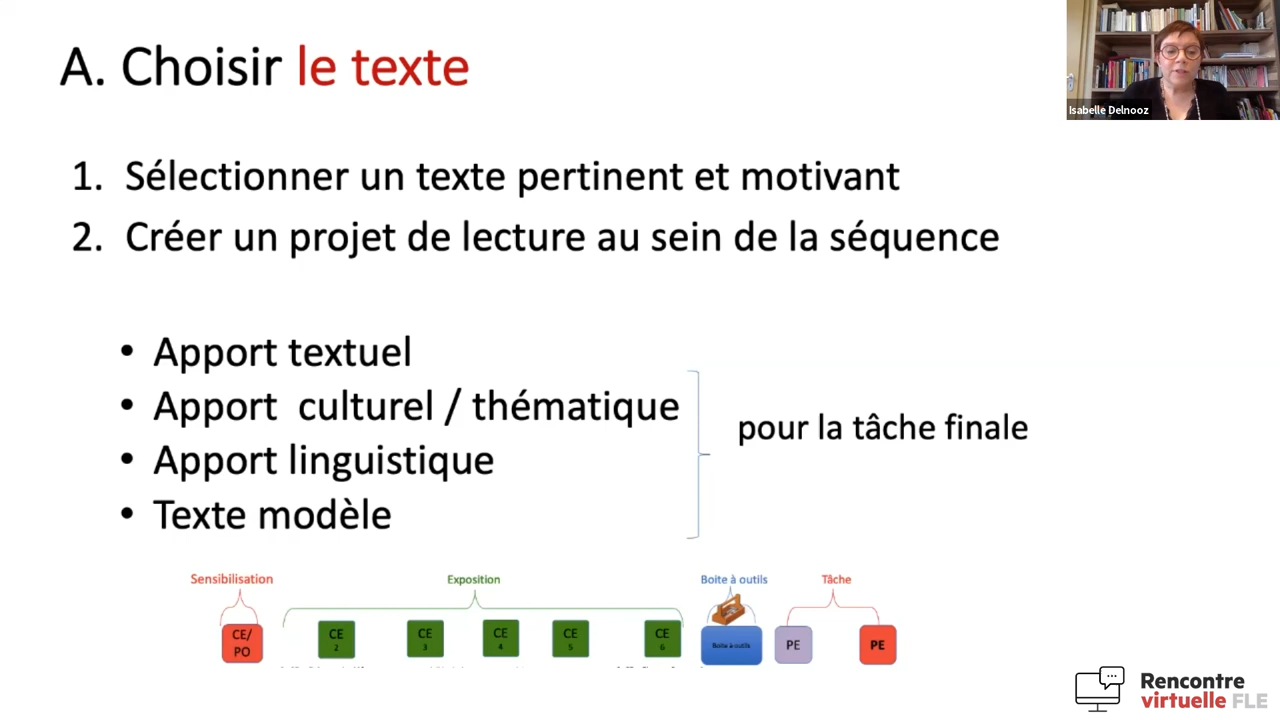 A. Choisir le texte
Isabelle Delnooz
1. Sélectionner un texte pertinent et motivant
2. Créer un projet de lecture au sein de la séquence
• Apport textuel
• Apport culturel / thématique
• Apport linguistique
• Texte modèle
pour la tâche finale
Sensibilisation
Exposition
Boite à outils
Tâche
CE/
PO
CE
2
CE
3
CE
4
CE
5
CE
6
Boite à outils
PE
PE
Rencontre
virtuelle FLE